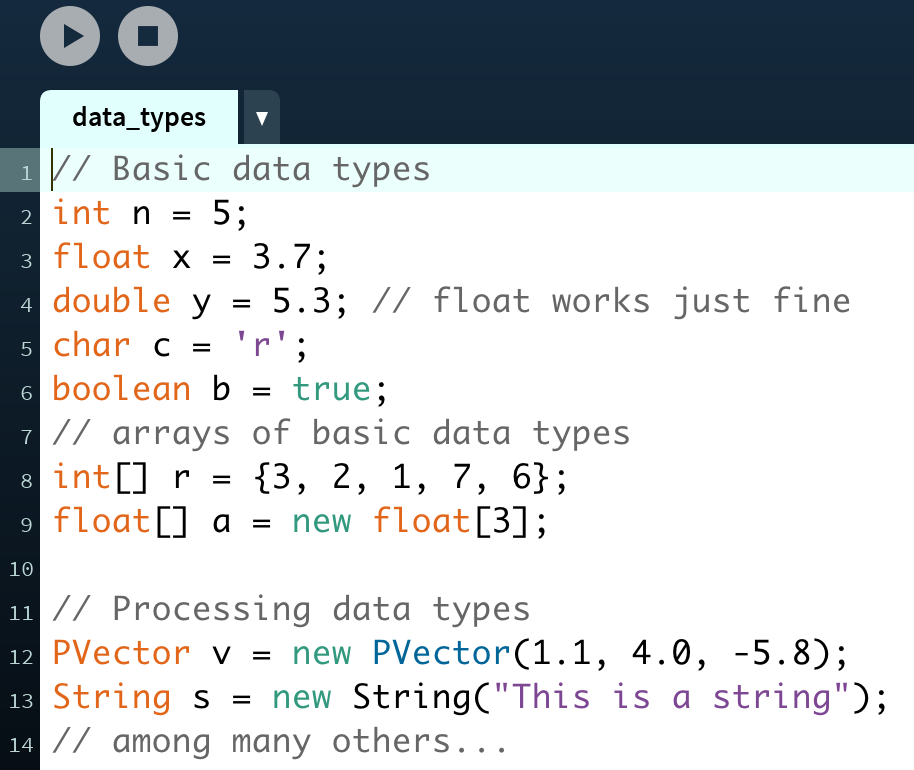 data_types
1 // Basic data types
2 int n = 5;
3 float x = 3.7;
4 double y = 5.3; // float works just fine
5 char c = 'r';
6 boolean b = true;
7 // arrays of basic data types
8 int[] r = {3, 2, 1, 7, 6};
9 float[] a = new float[3];
10
11 // Processing data types
12 PVector v = new PVector(1.1, 4.0, -5.8);
13 String s = new String("This is a string");
14 // among many others...